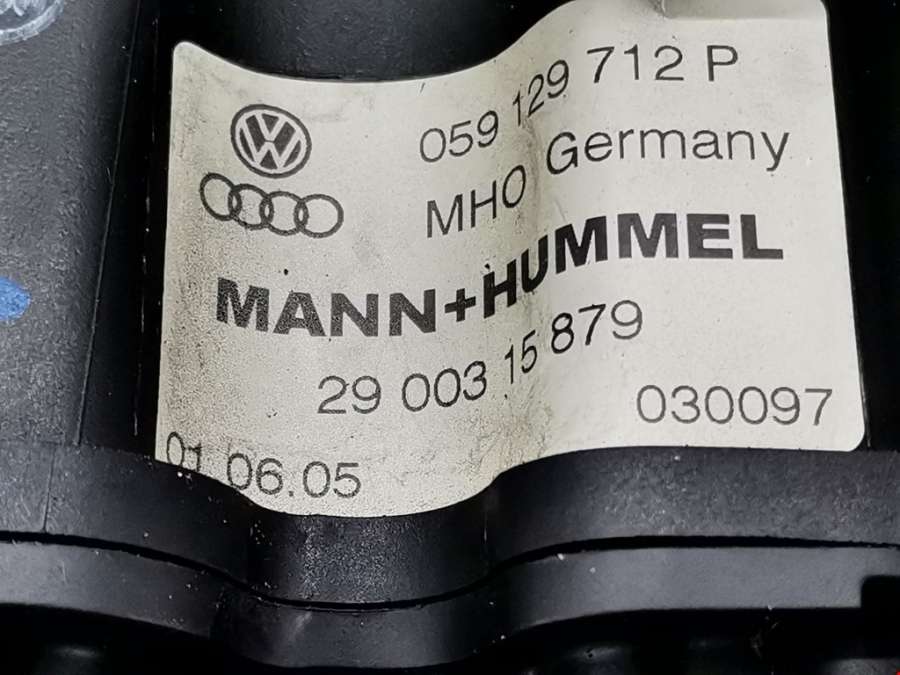 059 129 712 P
MHO Germany
MANN+HUMMEL
29 003 15 879
030097
01.06.05